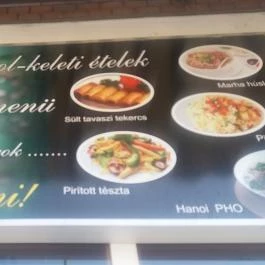 ol-keleti ételek
menü
Sült tavaszi tekercs
Marha hús
ok .......
ni!
Pirított tészta
Hanoi PHO